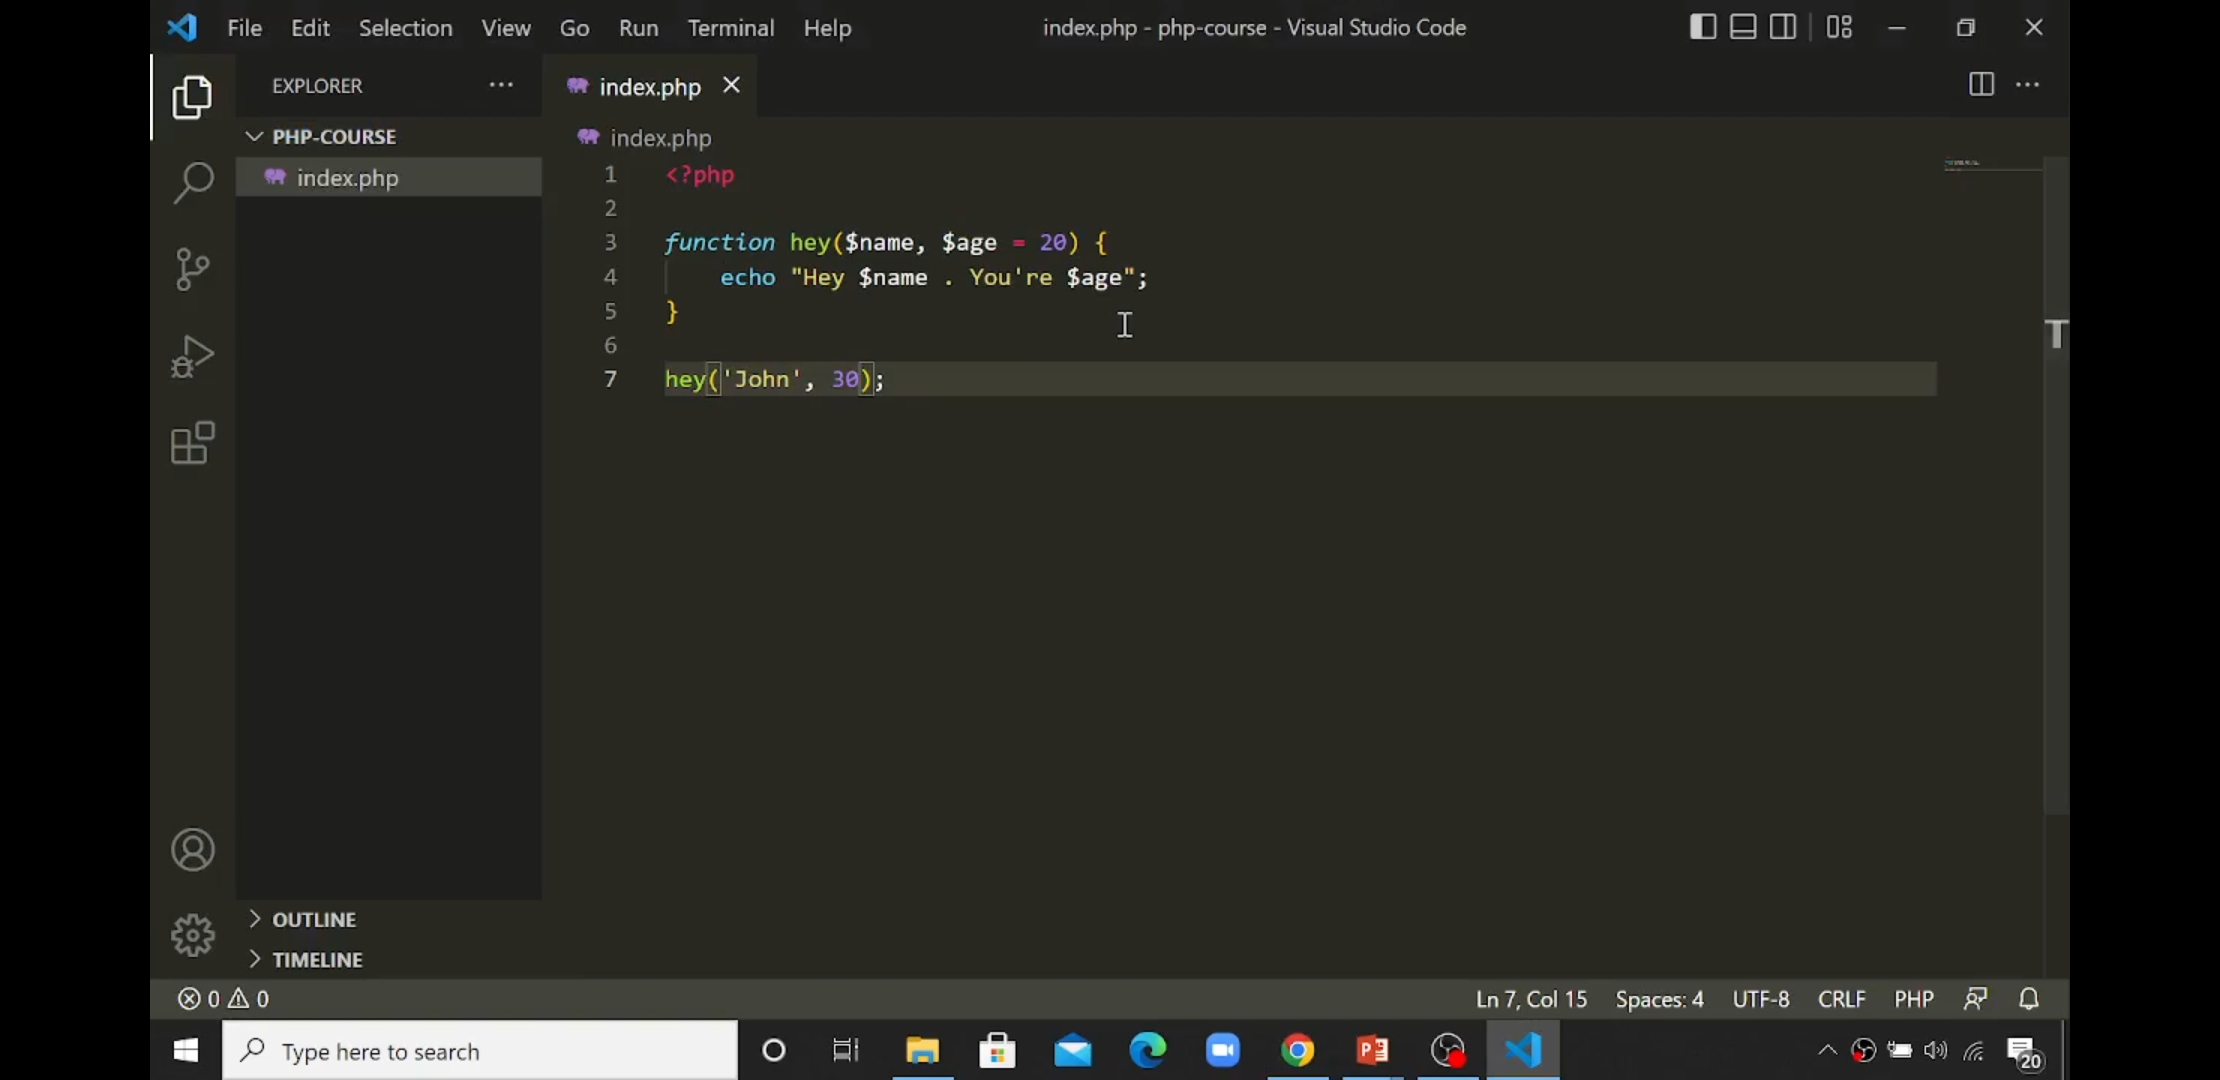 File Edit Selection View Go Run Terminal Help
index.php - php-course - Visual Studio Code
EXPLORER
index.php
PHP-COURSE
index.php
index.php
1 <?php
2
3 function hey($name, $age = 20) {
4 echo "Hey $name . You're $age";
5 }
6
7 hey('John', 30);
OUTLINE
TIMELINE
0 0
Ln 7, Col 15 Spaces: 4 UTF-8 CRLF PHP
Type here to search
20